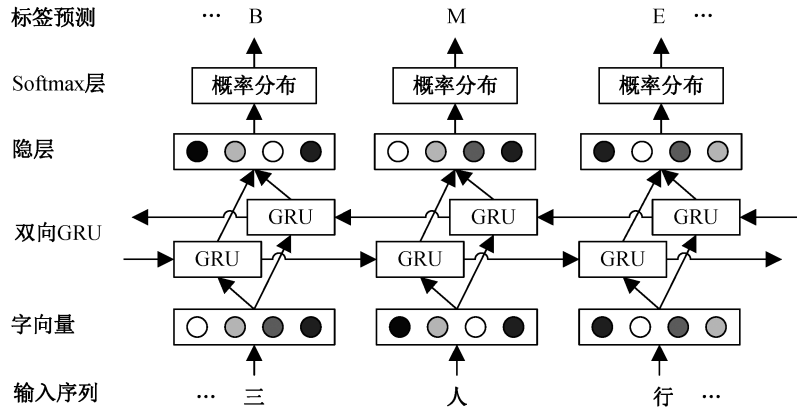 标签预测 … B M E …
Softmax层 概率分布 概率分布 概率分布
隐层
GRU GRU GRU
双向GRU
GRU GRU GRU
字向量
输入序列 … 三 人 行 …